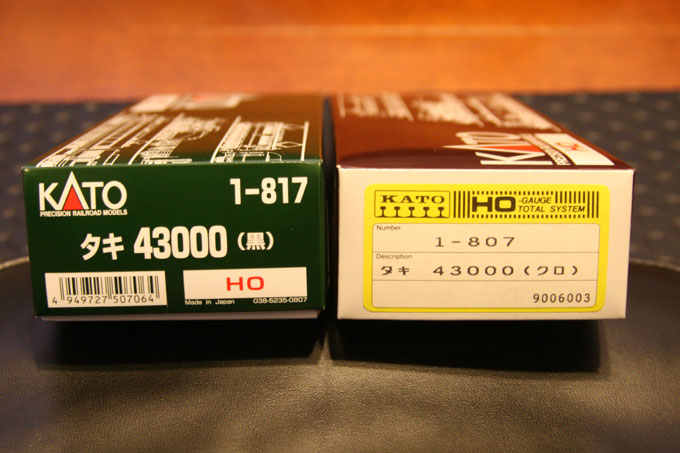 KATO
PRECISION RAILROAD MODELS
1-817
タキ 43000 (黒)
4 949727 507064
HO
Made in Japan 038-5235-0807
KATO
KATO HO -GAUGE TOTAL SYSTEM
Number
1-807
Description
タキ 43000(クロ)
9006003